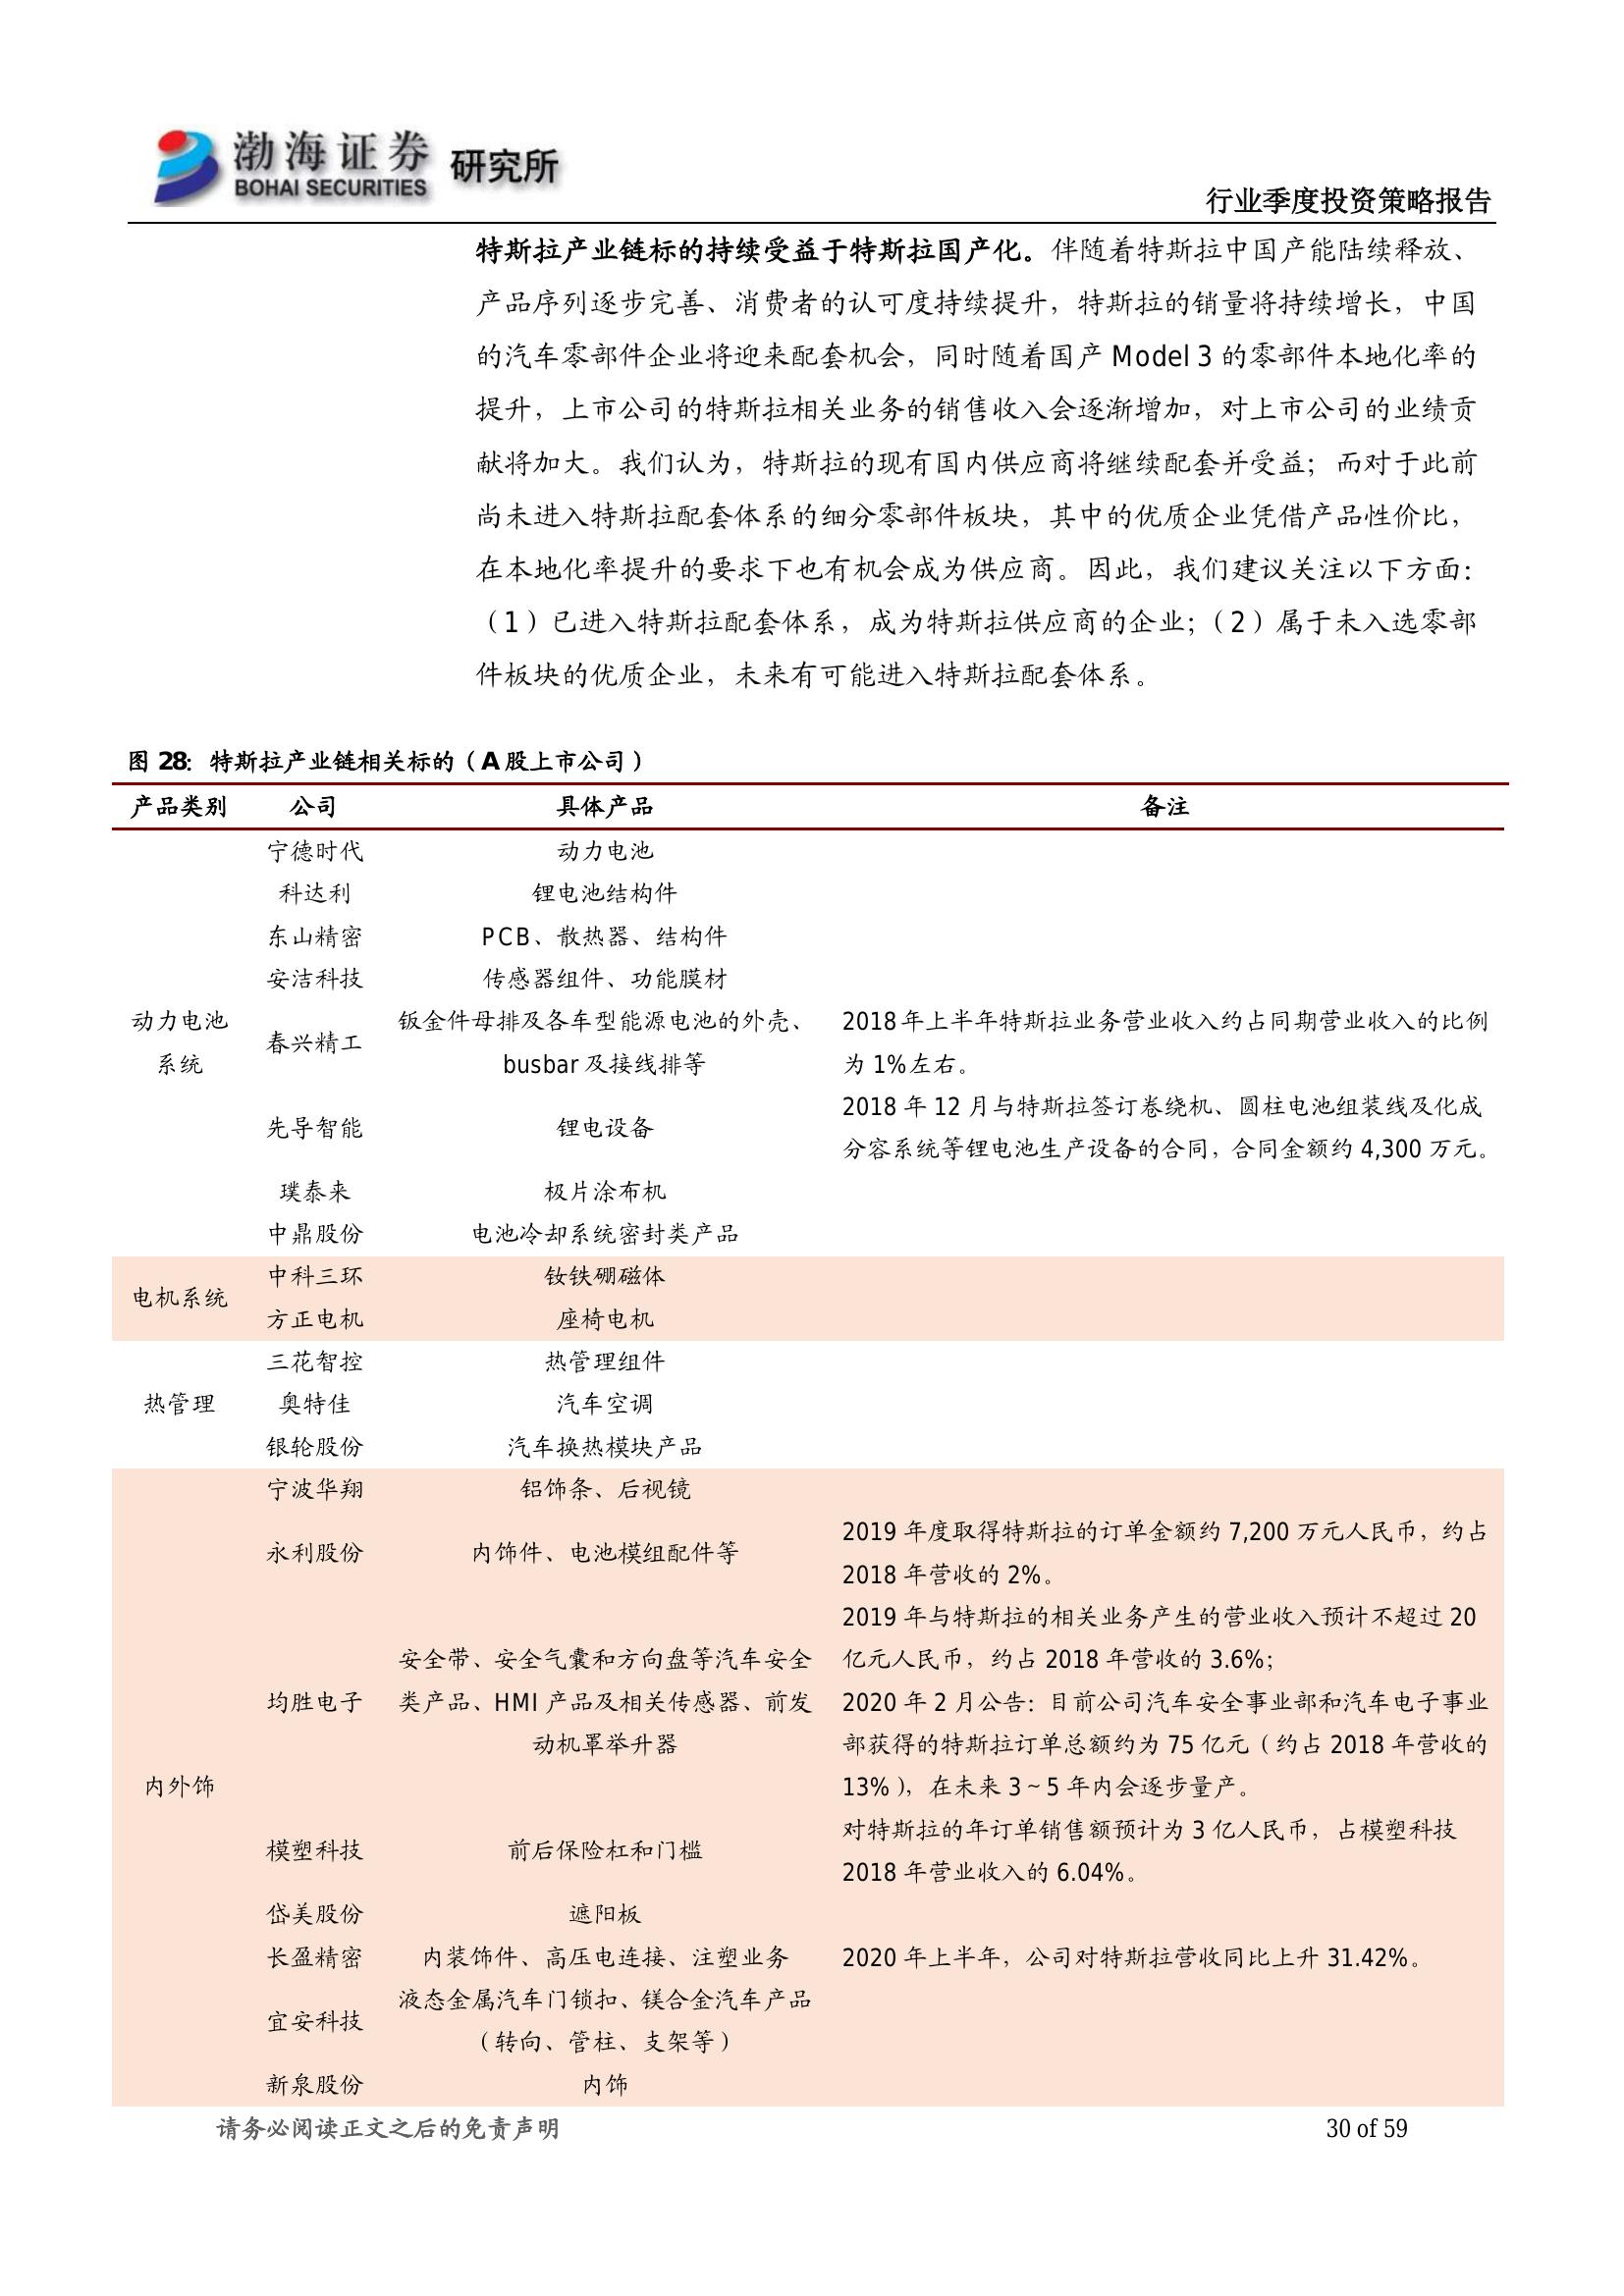 渤海证券 研究所
BOHAI SECURITIES
行业季度投资策略报告
特斯拉产业链标的持续受益于特斯拉国产化。伴随着特斯拉中国产能陆续释放、
产品序列逐步完善、消费者的认可度持续提升，特斯拉的销量将持续增长，中国
的汽车零部件企业将迎来配套机会，同时随着国产 Model 3 的零部件本地化率的
提升，上市公司的特斯拉相关业务的销售收入会逐渐增加，对上市公司的业绩贡
献将加大。我们认为，特斯拉的现有国内供应商将继续配套并受益；而对于此前
尚未进入特斯拉配套体系的细分零部件板块，其中的优质企业凭借产品性价比，
在本地化率提升的要求下也有机会成为供应商。因此，我们建议关注以下方面：
（1）已进入特斯拉配套体系，成为特斯拉供应商的企业；（2）属于未入选零部
件板块的优质企业，未来有可能进入特斯拉配套体系。
图 28：特斯拉产业链相关标的（A 股上市公司）
产品类别 公司 具体产品 备注
宁德时代 动力电池
科达利 锂电池结构件
东山精密 PCB、散热器、结构件
安洁科技 传感器组件、功能膜材
动力电池
系统
春兴精工
钣金件母排及各车型能源电池的外壳、
busbar 及接线排等
2018 年上半年特斯拉业务营业收入约占同期营业收入的比例
为 1%左右。
先导智能 锂电设备
2018 年 12 月与特斯拉签订卷绕机、圆柱电池组装线及化成
分容系统等锂电池生产设备的合同，合同金额约 4,300 万元。
璞泰来 极片涂布机
中鼎股份 电池冷却系统密封类产品
电机系统
中科三环 钕铁硼磁体
方正电机 座椅电机
三花智控 热管理组件
热管理 奥特佳 汽车空调
银轮股份 汽车换热模块产品
宁波华翔 铝饰条、后视镜
永利股份 内饰件、电池模组配件等
2019 年度取得特斯拉的订单金额约 7,200 万元人民币，约占
2018 年营收的 2%。
均胜电子
安全带、安全气囊和方向盘等汽车安全
类产品、HMI 产品及相关传感器、前发
动机罩举升器
2019 年与特斯拉的相关业务产生的营业收入预计不超过 20
亿元人民币，约占 2018 年营收的 3.6%；
2020 年 2 月公告：目前公司汽车安全事业部和汽车电子事业
部获得的特斯拉订单总额约为 75 亿元（约占 2018 年营收的
13%），在未来 3～5 年内会逐步量产。
内外饰
模塑科技 前后保险杠和门槛
对特斯拉的年订单销售额预计为 3 亿人民币，占模塑科技
2018 年营业收入的 6.04%。
岱美股份 遮阳板
长盈精密 内装饰件、高压电连接、注塑业务 2020 年上半年，公司对特斯拉营收同比上升 31.42%。
宜安科技
液态金属汽车门锁扣、镁合金汽车产品
（转向、管柱、支架等）
新泉股份 内饰
请务必阅读正文之后的免责声明 30 of 59